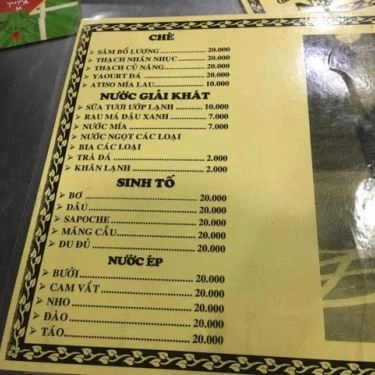 CHÈ
➢ SÂM BỔ LƯỢNG 20.000
➢ THẠCH NHÃN NHỤC 20.000
➢ THẠCH CỦ NĂNG 20.000
➢ YAOURT ĐÁ 20.000
➢ ATISO MÍA LAU 10.000
NƯỚC GIẢI KHÁT
➢ SỮA TƯƠI ƯỚP LẠNH 10.000
➢ RAU MÁ ĐẬU XANH 7.000
➢ NƯỚC MÍA 7.000
➢ NƯỚC NGỌT CÁC LOẠI
➢ BIA CÁC LOẠI
➢ TRÀ ĐÁ 2.000
➢ KHĂN LẠNH 2.000
SINH TỐ
➢ BƠ 20.000
➢ DÂU 20.000
➢ SAPOCHE 20.000
➢ MÃNG CẦU 20.000
➢ ĐU ĐỦ 20.000
NƯỚC ÉP
➢ BƯỞI 20.000
➢ CAM VẮT 20.000
➢ NHO 20.000
➢ ĐÀO 20.000
➢ TÁO 20.000